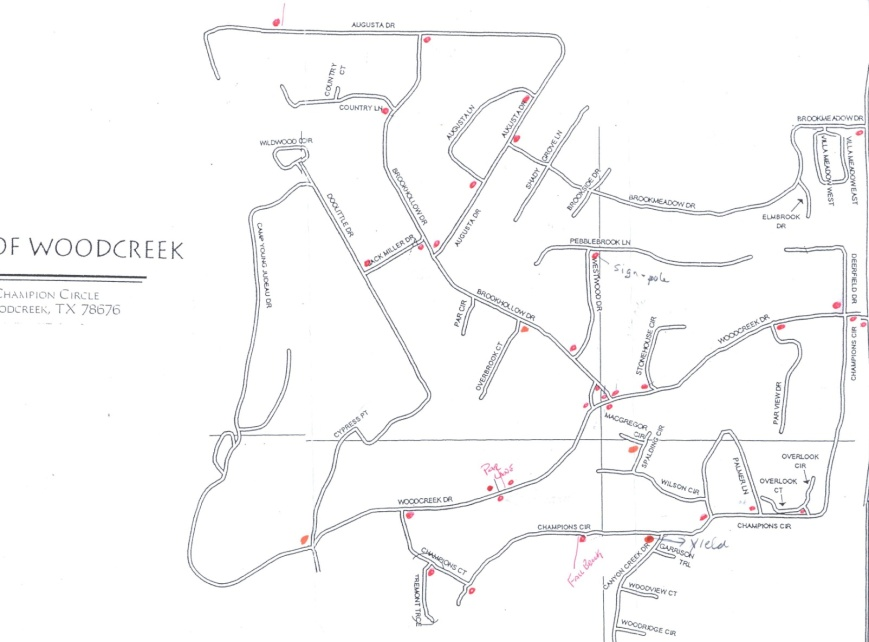 AUGUSTA DR
COUNTRY CT
COUNTRY LN
AUGUSTA LN
AUGUSTA DR
SHADY GROVE LN
BROOKMEADOW DR
VILLA MEADOW WEST
VILLA MEADOW EAST
WILDWOOD CIR
BROOKSIDE DR
BROOKMEADOW DR
ELMBROOK
DR
DOOLITTLE DR
BROOKHOLLOW DR
AUGUSTA DR
JACK MILLER DR
CAMP YOUNG JUDAEU DR
OF WOODCREEK
CHAMPION CIRCLE
ODCREEK, TX 78676
PEBBLEBROOK LN
WESTWOOD DR
sign-pole
DEERFIELD DR
BROOKHOLLOW DR
PAR CIR
OVERBROOK CT
STONEHOUSE CIR
WOODCREEK DR
CHAMPIONS CIR
PAR VIEW DR
CYPRESS PT
MACGREGOR
CIR
SPALDING CIR
WILSON CIR
PALMER LN
OVERLOOK
CIR
OVERLOOK
CT
WOODCREEK DR
CHAMPIONS CIR
CHAMPIONS CIR
Yield
CHAMPIONS CT
TREMONT TRCE
CANYON CREEK DR
GARRISON
TRL
WOODVIEW CT
WOODRIDGE CIR